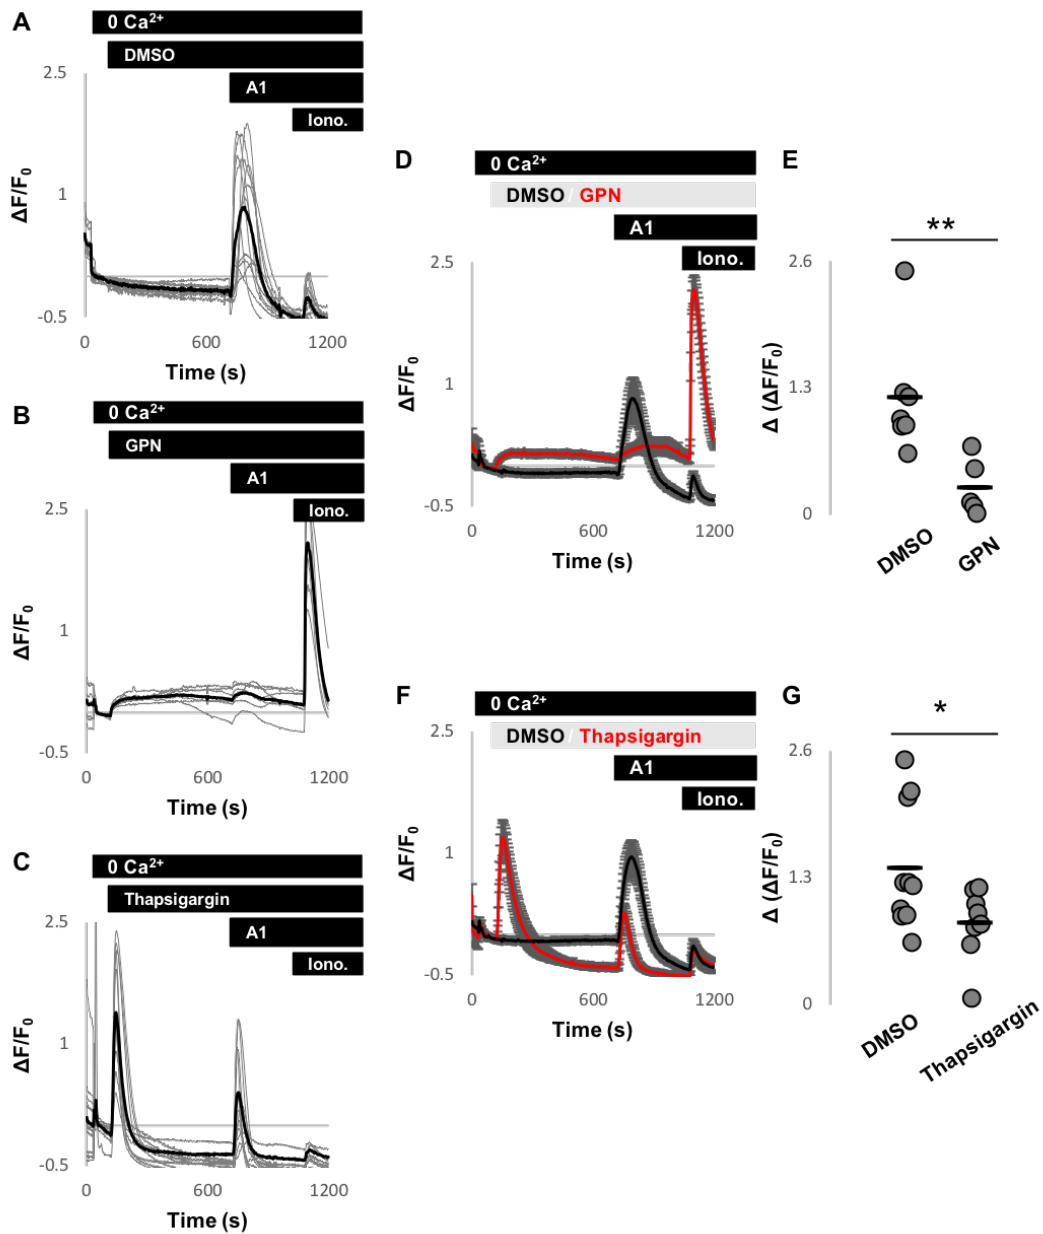 A
0 Ca²⁺
DMSO
A1
Iono.
2.5
1
-0.5
ΔF/F₀
0
600
1200
Time (s)
B
0 Ca²⁺
GPN
A1
Iono.
2.5
1
-0.5
ΔF/F₀
0
600
1200
Time (s)
C
0 Ca²⁺
Thapsigargin
A1
Iono.
2.5
1
-0.5
ΔF/F₀
0
600
1200
Time (s)
D
0 Ca²⁺
DMSO / GPN
A1
Iono.
2.5
1
-0.5
ΔF/F₀
0
600
1200
Time (s)
E
**
2.6
1.3
0
Δ (ΔF/F₀)
DMSO
GPN
F
0 Ca²⁺
DMSO / Thapsigargin
A1
Iono.
2.5
1
-0.5
ΔF/F₀
0
600
1200
Time (s)
G
*
2.6
1.3
0
Δ (ΔF/F₀)
DMSO
Thapsigargin